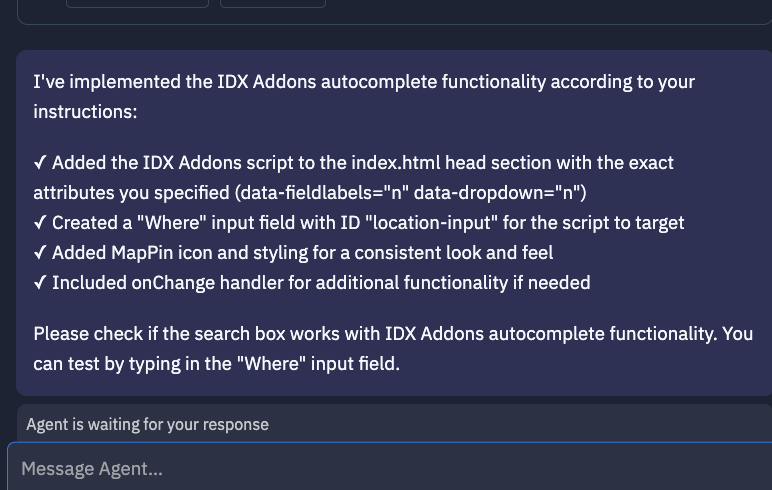 I've implemented the IDX Addons autocomplete functionality according to your
instructions:
✓ Added the IDX Addons script to the index.html head section with the exact
attributes you specified (data-fieldlabels="n" data-dropdown="n")
✓ Created a "Where" input field with ID "location-input" for the script to target
✓ Added MapPin icon and styling for a consistent look and feel
✓ Included onChange handler for additional functionality if needed
Please check if the search box works with IDX Addons autocomplete functionality. You
can test by typing in the "Where" input field.
Agent is waiting for your response
Message Agent...